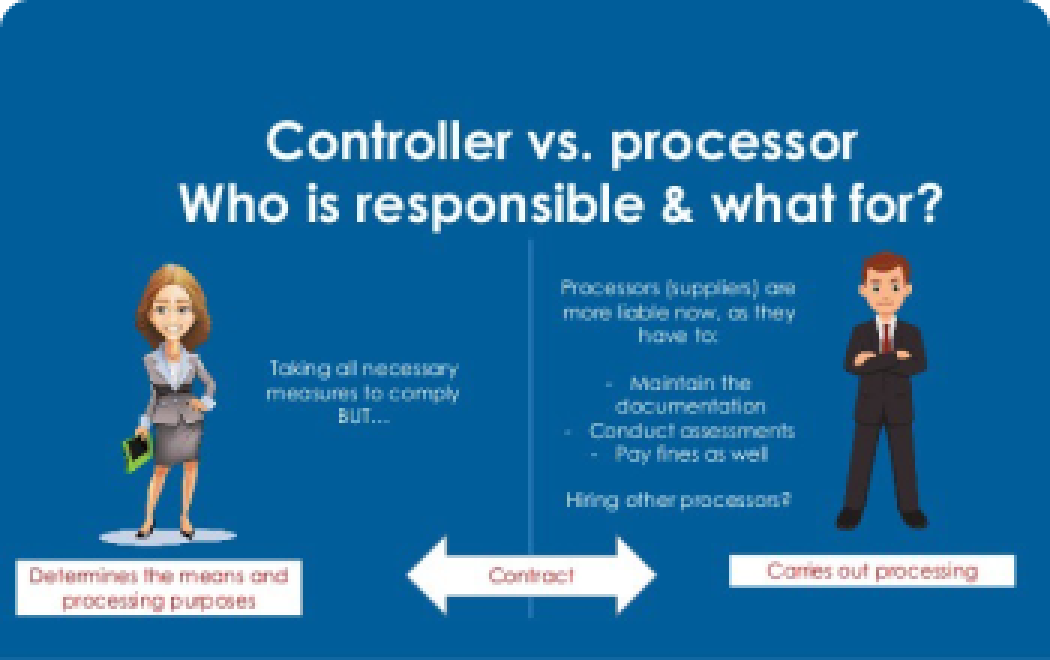 Controller vs. processor
Who is responsible & what for?
Taking all necessary
measures to comply
BUT...
Processors (suppliers) are
more liable now, as they
have to:
- Maintain the
documentation
- Conduct assessments
- Pay fines as well
Hiring other processors?
Determines the means and
processing purposes
Contract
Carries out processing